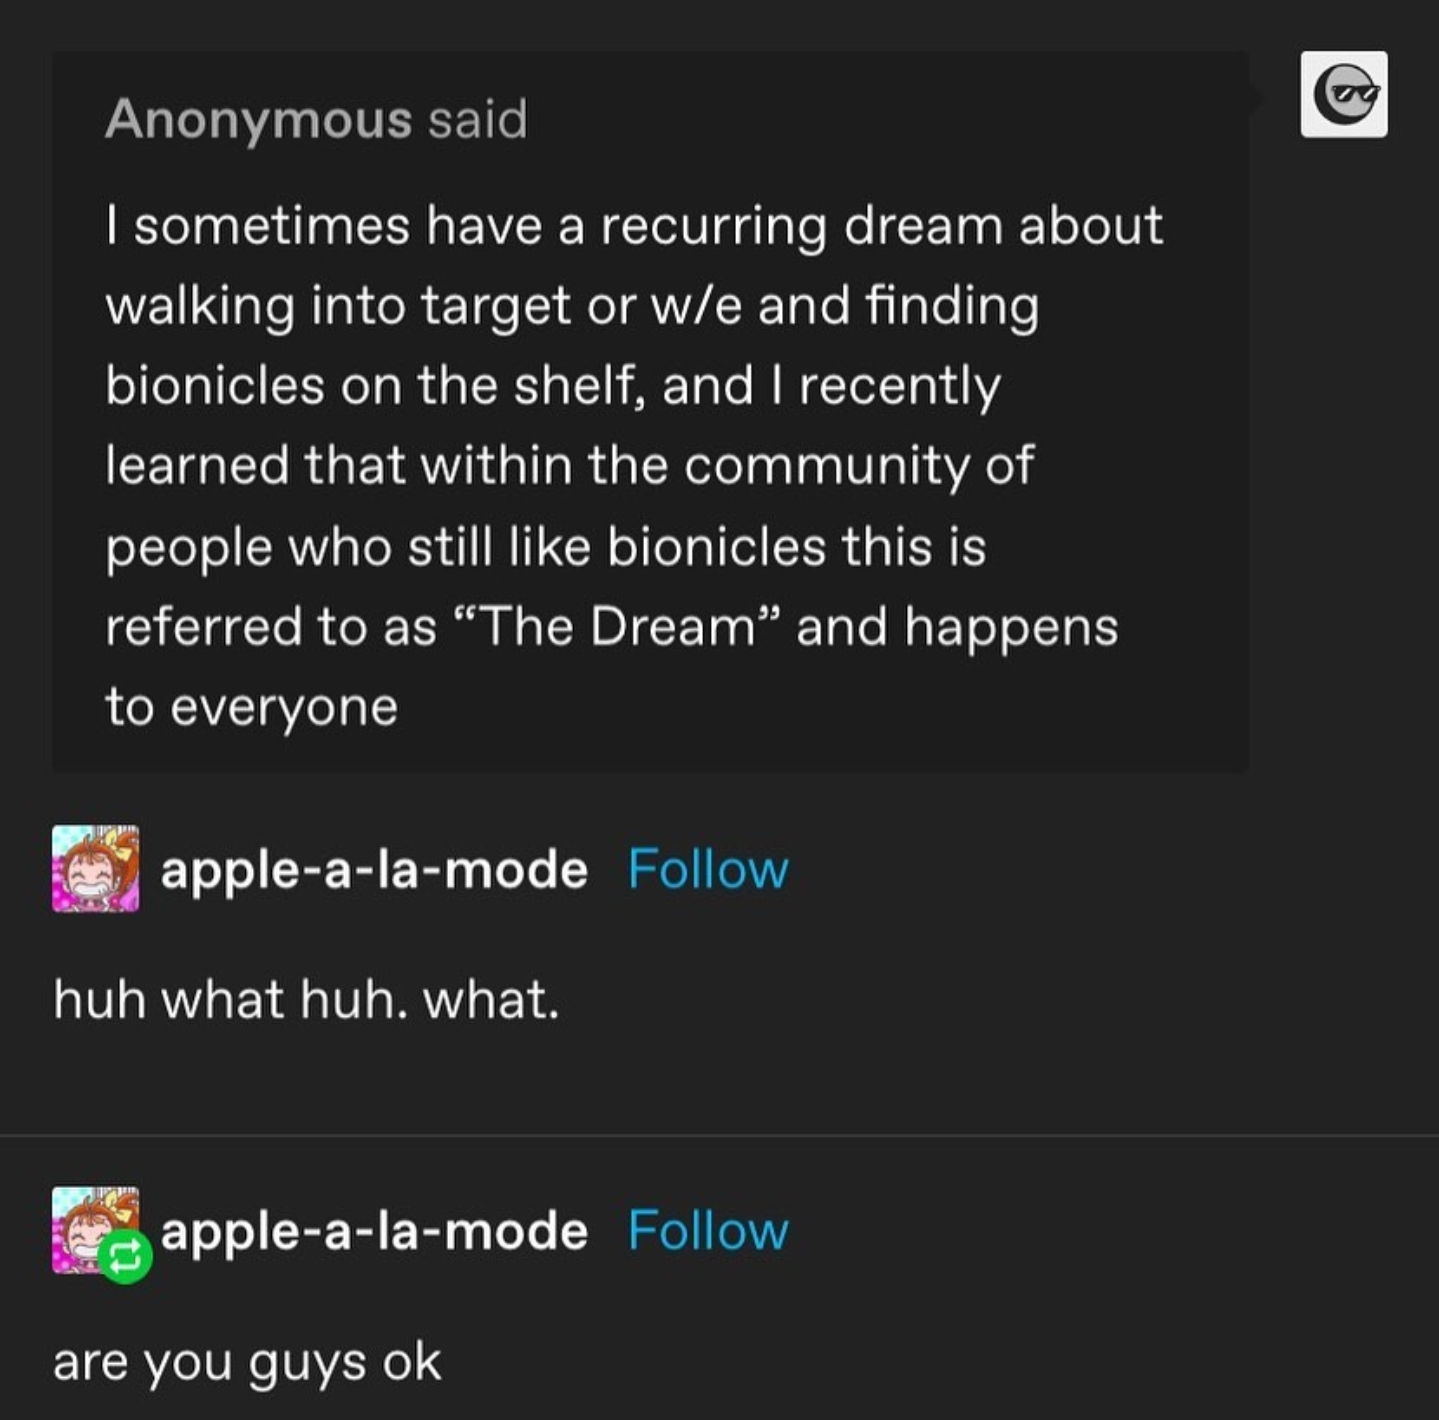 Anonymous said
I sometimes have a recurring dream about
walking into target or w/e and finding
bionicles on the shelf, and I recently
learned that within the community of
people who still like bionicles this is
referred to as “The Dream” and happens
to everyone
apple-a-la-mode Follow
huh what huh. what.
apple-a-la-mode Follow
are you guys ok